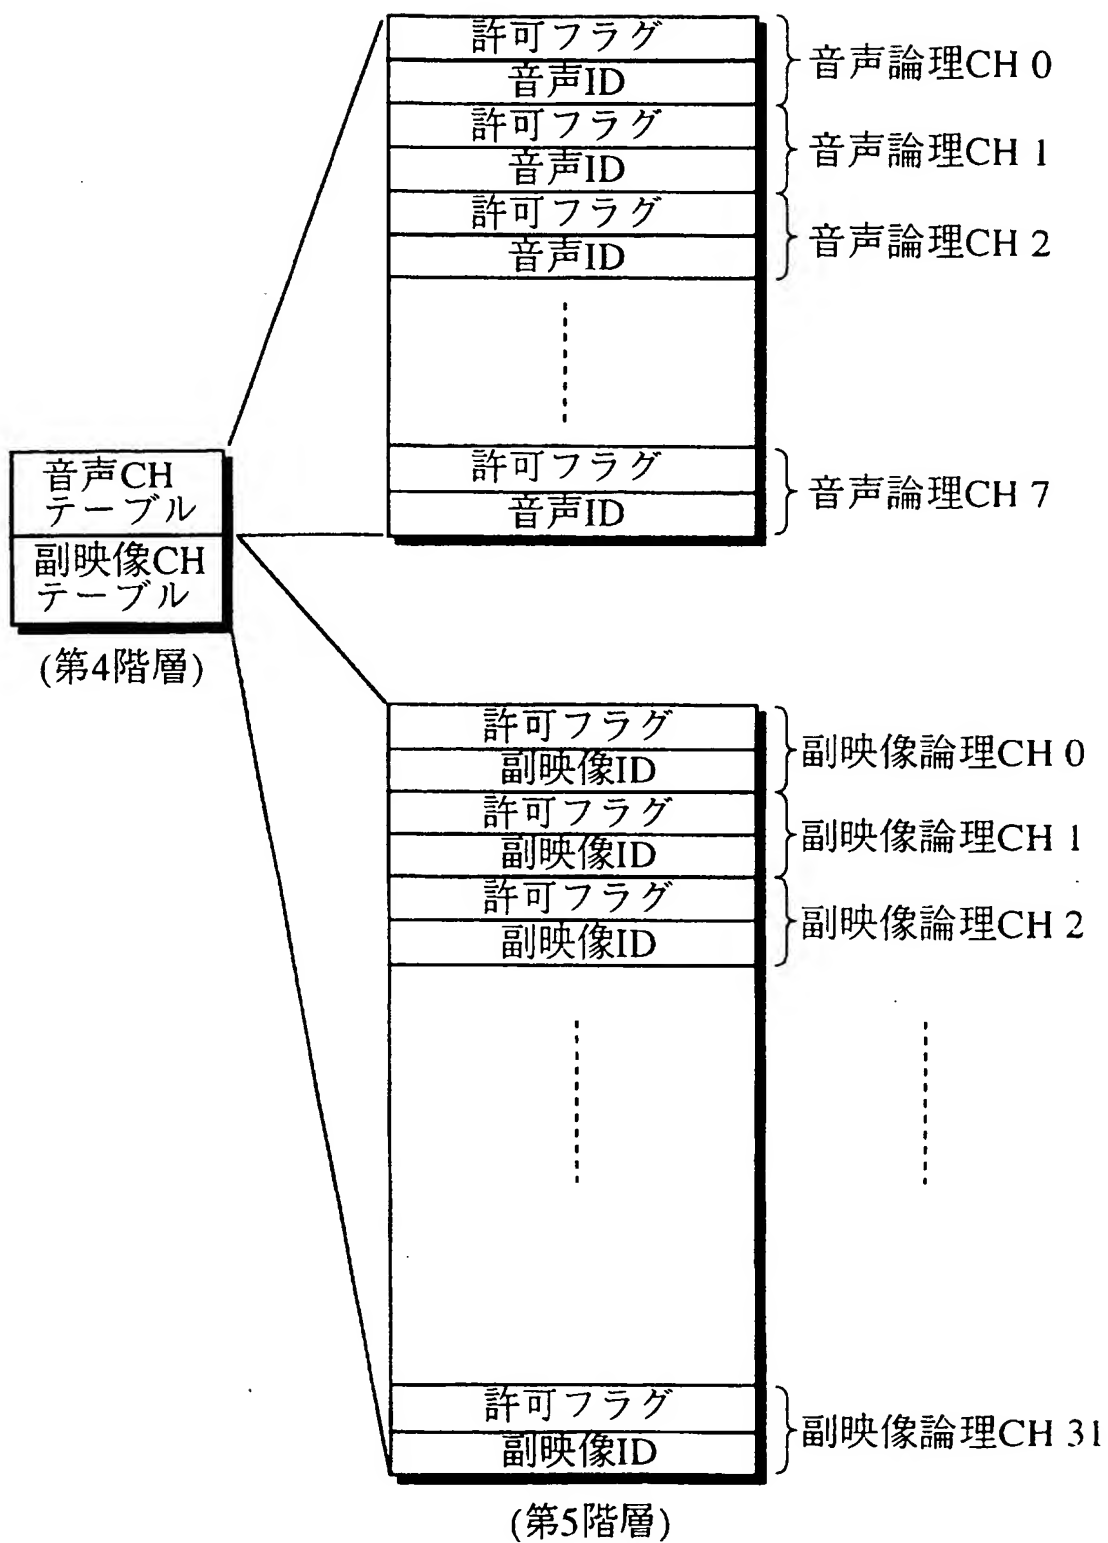 許可フラグ
音声ID
音声論理CH 0
許可フラグ
音声ID
音声論理CH 1
許可フラグ
音声ID
音声論理CH 2
許可フラグ
音声ID
音声論理CH 7
音声CH
テーブル
副映像CH
テーブル
(第4階層)
許可フラグ
副映像ID
副映像論理CH 0
許可フラグ
副映像ID
副映像論理CH 1
許可フラグ
副映像ID
副映像論理CH 2
許可フラグ
副映像ID
副映像論理CH 31
(第5階層)